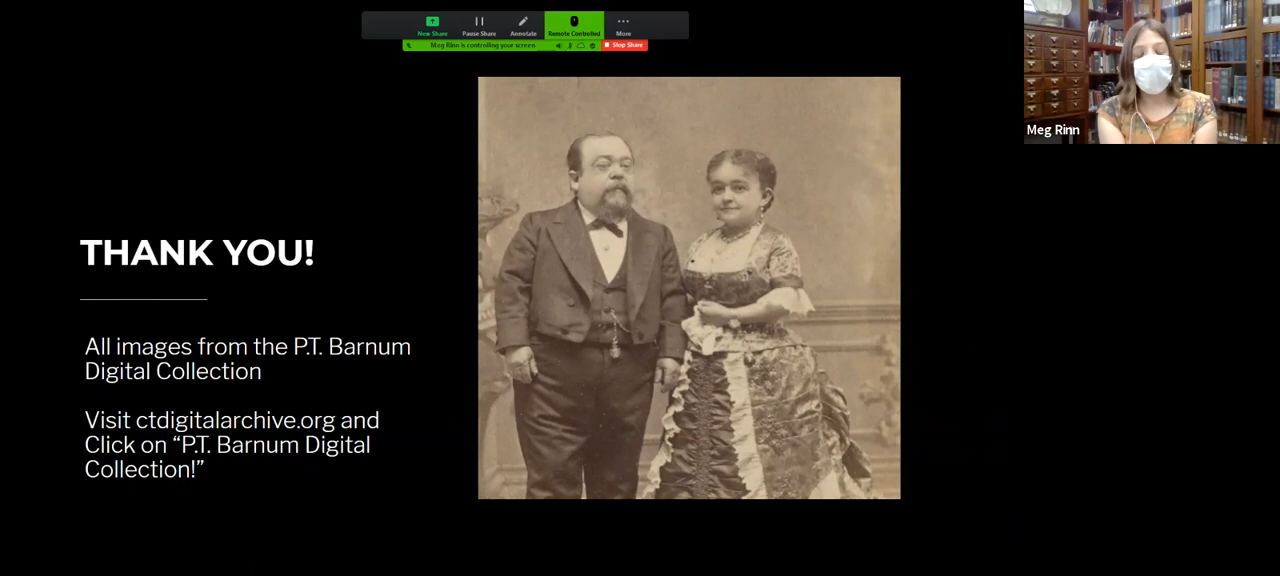 New Share
Pause Share
Annotate
Remote Controlled
More
Meg Rinn is controlling your screen
Stop Share
Meg Rinn
THANK YOU!
All images from the P.T. Barnum
Digital Collection
Visit ctdigitalarchive.org and
Click on “P.T. Barnum Digital
Collection!”